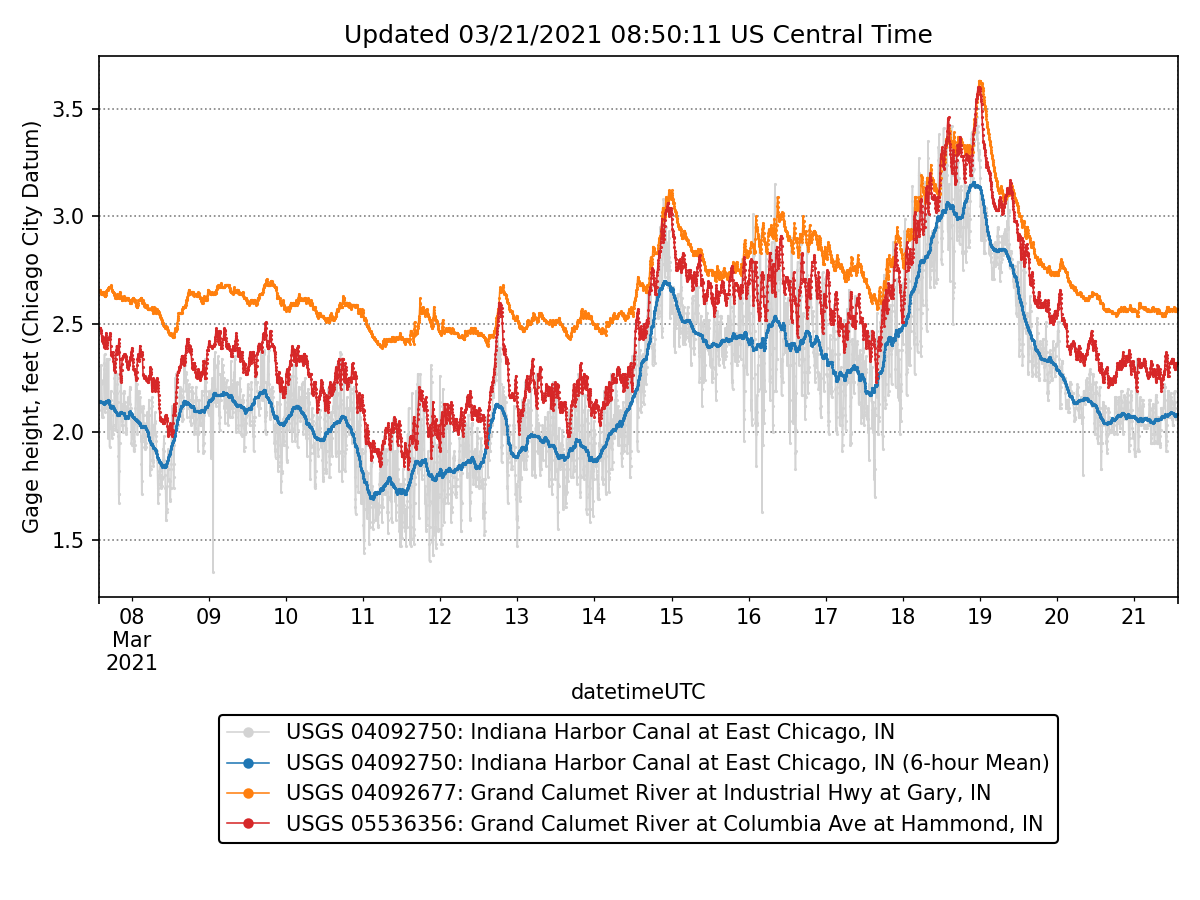 Updated 03/21/2021 08:50:11 US Central Time
Gage height, feet (Chicago City Datum)
3.5
3.0
2.5
2.0
1.5
08 09 10 11 12 13 14 15 16 17 18 19 20 21
Mar
2021
datetimeUTC
USGS 04092750: Indiana Harbor Canal at East Chicago, IN
USGS 04092750: Indiana Harbor Canal at East Chicago, IN (6-hour Mean)
USGS 04092677: Grand Calumet River at Industrial Hwy at Gary, IN
USGS 05536356: Grand Calumet River at Columbia Ave at Hammond, IN